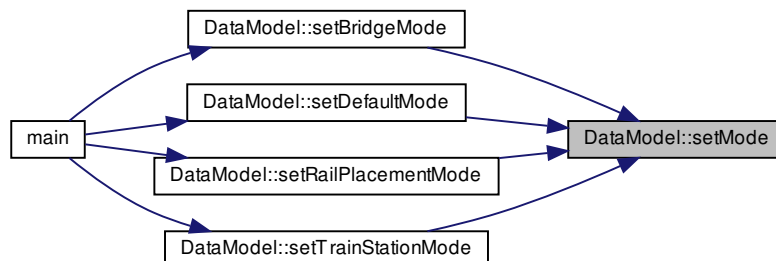 DataModel::setBridgeMode
DataModel::setDefaultMode
main
DataModel::setMode
DataModel::setRailPlacementMode
DataModel::setTrainStationMode